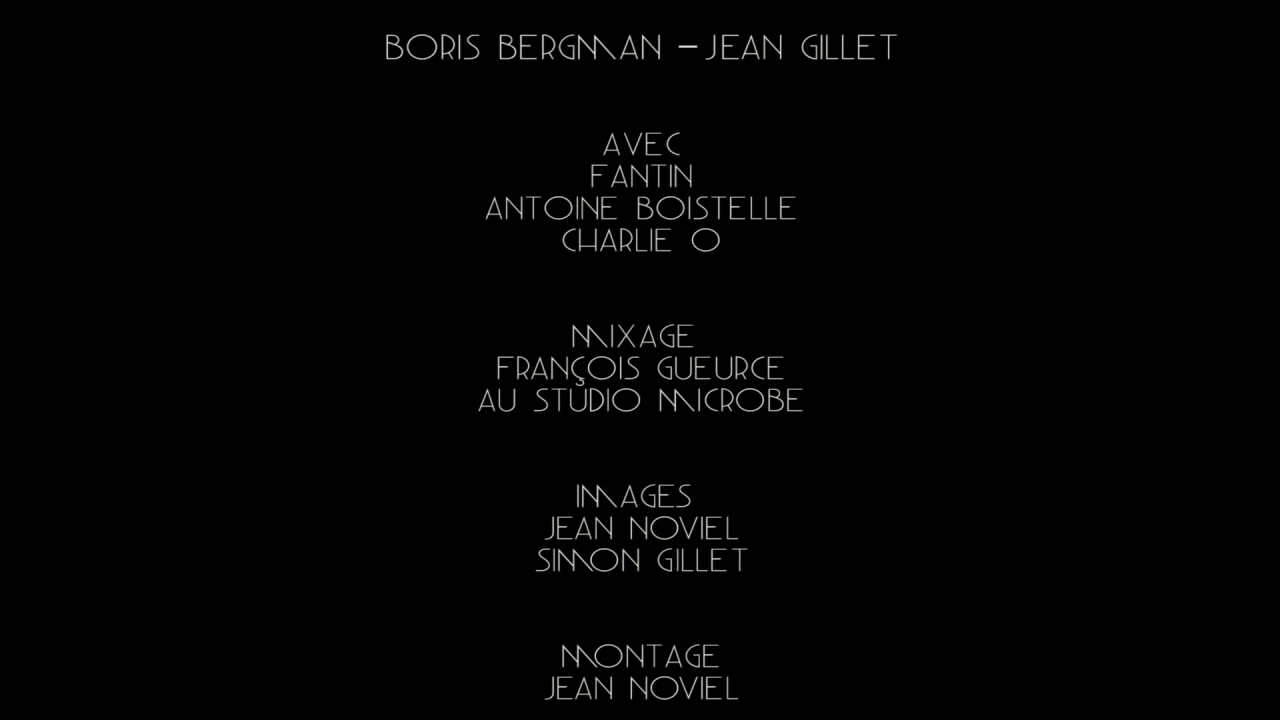 BORIS BERGMAN – JEAN GILLET
AVEC
FANTIN
ANTOINE BOISTELLE
CHARLIE O
MIXAGE
FRANÇOIS GUEURCE
AU STUDIO MICROBE
IMAGES
JEAN NOVIEL
SIMON GILLET
MONTAGE
JEAN NOVIEL